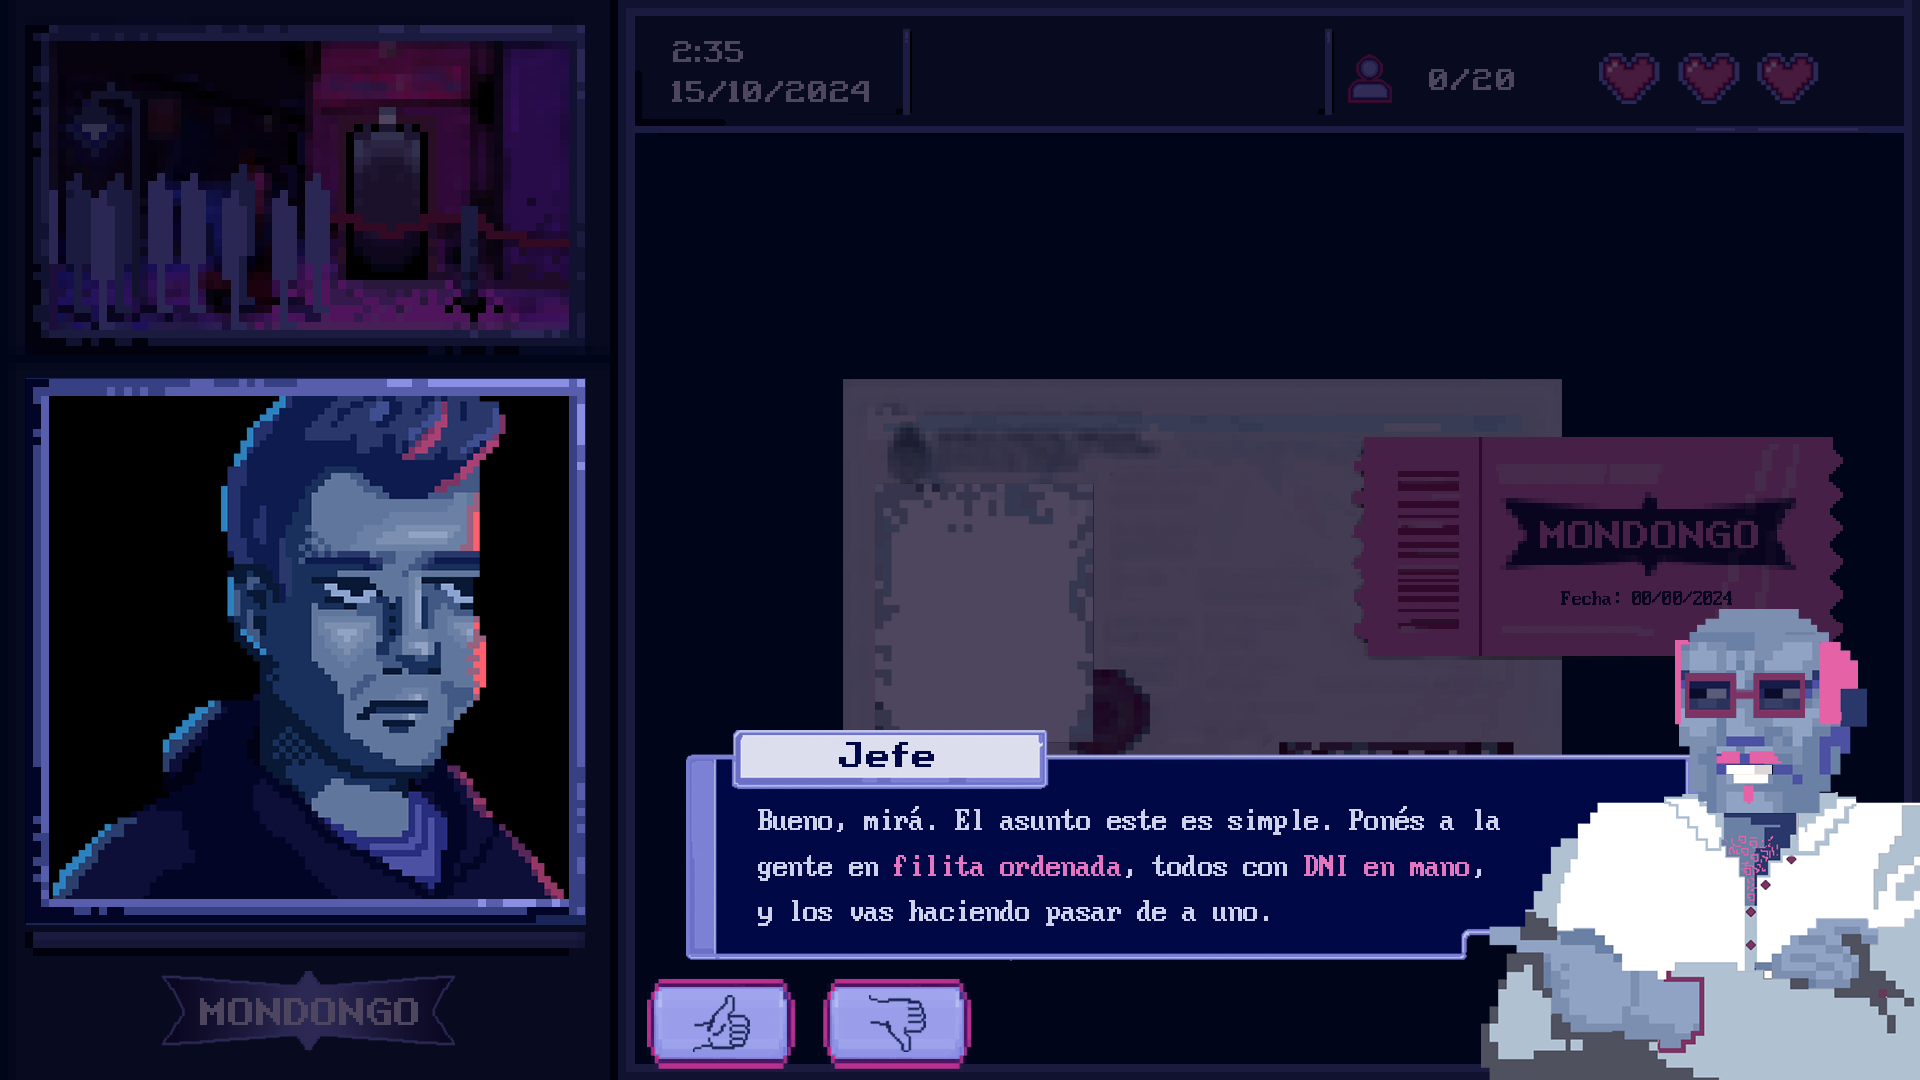 2:35
15/10/2024
0/20
MONDONGO
Fecha: 00/00/2024
Jefe
Bueno, mirá. El asunto este es simple. Ponés a la
gente en filita ordenada, todos con DNI en mano,
y los vas haciendo pasar de a uno.
MONDONGO